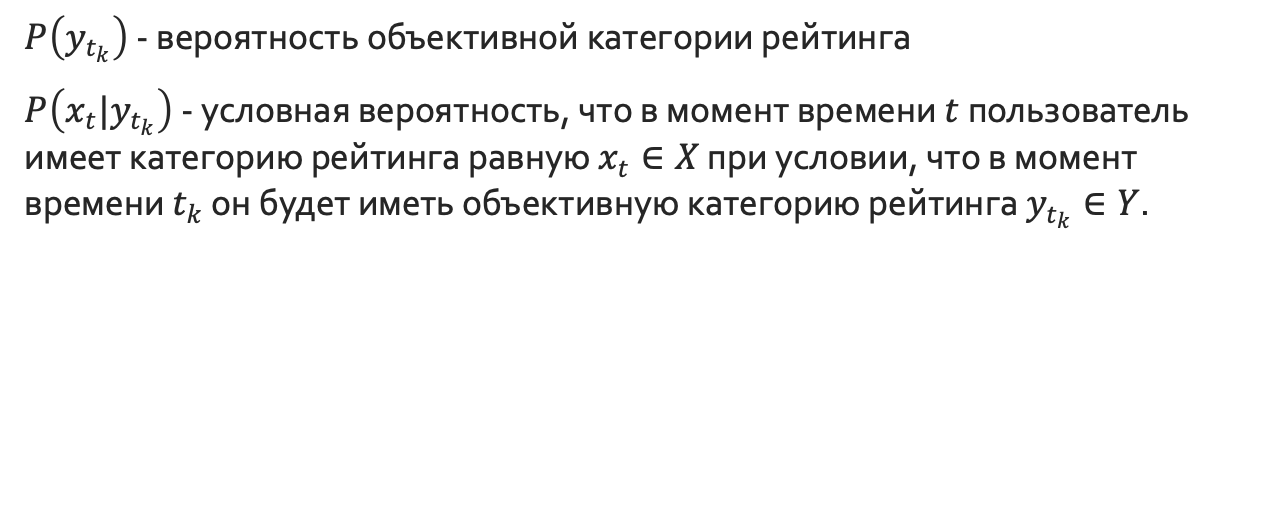 P(y_{t_k}) - вероятность объективной категории рейтинга
P(x_t|y_{t_k}) - условная вероятность, что в момент времени t пользователь
имеет категорию рейтинга равную x_t ∈ X при условии, что в момент
времени t_k он будет иметь объективную категорию рейтинга y_{t_k} ∈ Y.